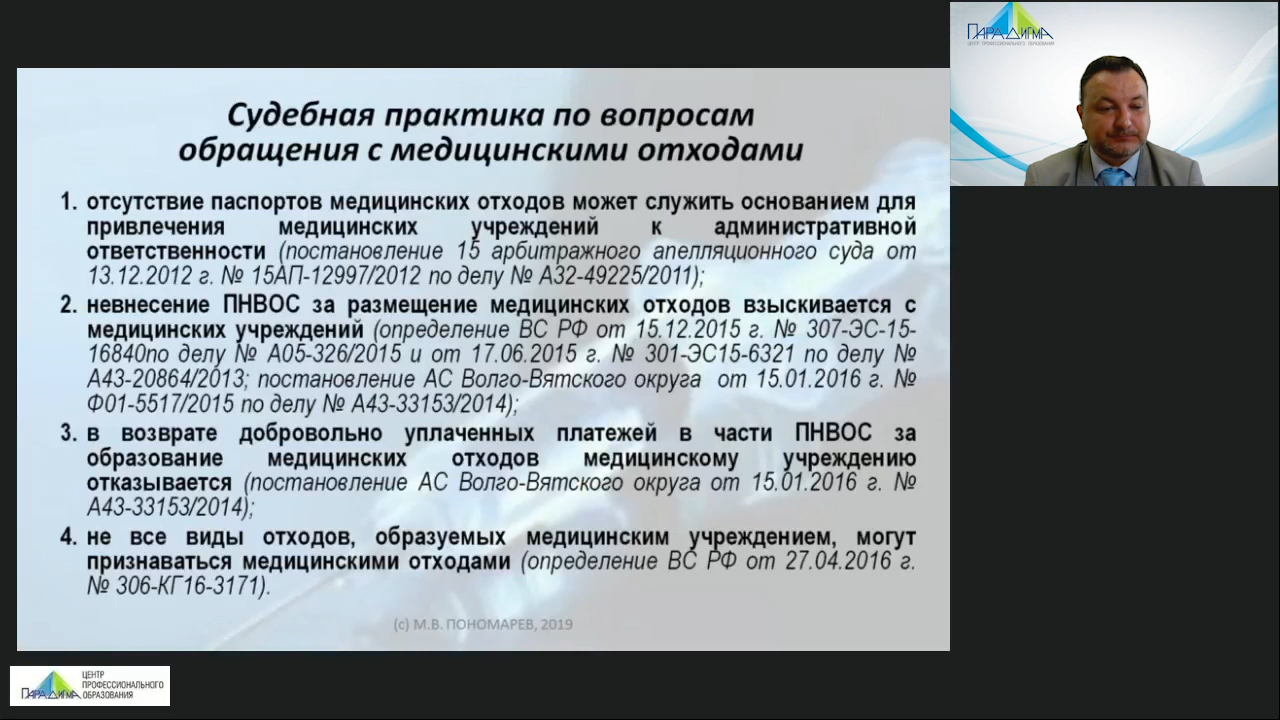 Судебная практика по вопросам
обращения с медицинскими отходами
1. отсутствие паспортов медицинских отходов может служить основанием для
привлечения медицинских учреждений к административной
ответственности (постановление 15 арбитражного апелляционного суда от
13.12.2012 г. № 15АП-12997/2012 по делу № А32-49225/2011);
2. невнесение ПНВОС за размещение медицинских отходов взыскивается с
медицинских учреждений (определение ВС РФ от 15.12.2015 г. № 307-ЭС-15-
16840по делу № А05-326/2015 и от 17.06.2015 г. № 301-ЭС15-6321 по делу №
А43-20864/2013; постановление АС Волго-Вятского округа от 15.01.2016 г. №
Ф01-5517/2015 по делу № А43-33153/2014);
3. в возврате добровольно уплаченных платежей в части ПНВОС за
образование медицинских отходов медицинскому учреждению
отказывается (постановление АС Волго-Вятского округа от 15.01.2016 г. №
А43-33153/2014);
4. не все виды отходов, образуемых медицинским учреждением, могут
признаваться медицинскими отходами (определение ВС РФ от 27.04.2016 г.
№ 306-КГ16-3171).
(с) М.В. ПОНОМАРЕВ, 2019
ПАРАДИГМА
ЦЕНТР ПРОФЕССИОНАЛЬНОГО ОБРАЗОВАНИЯ
ПАРАДИГМА
ЦЕНТР
ПРОФЕССИОНАЛЬНОГО
ОБРАЗОВАНИЯ